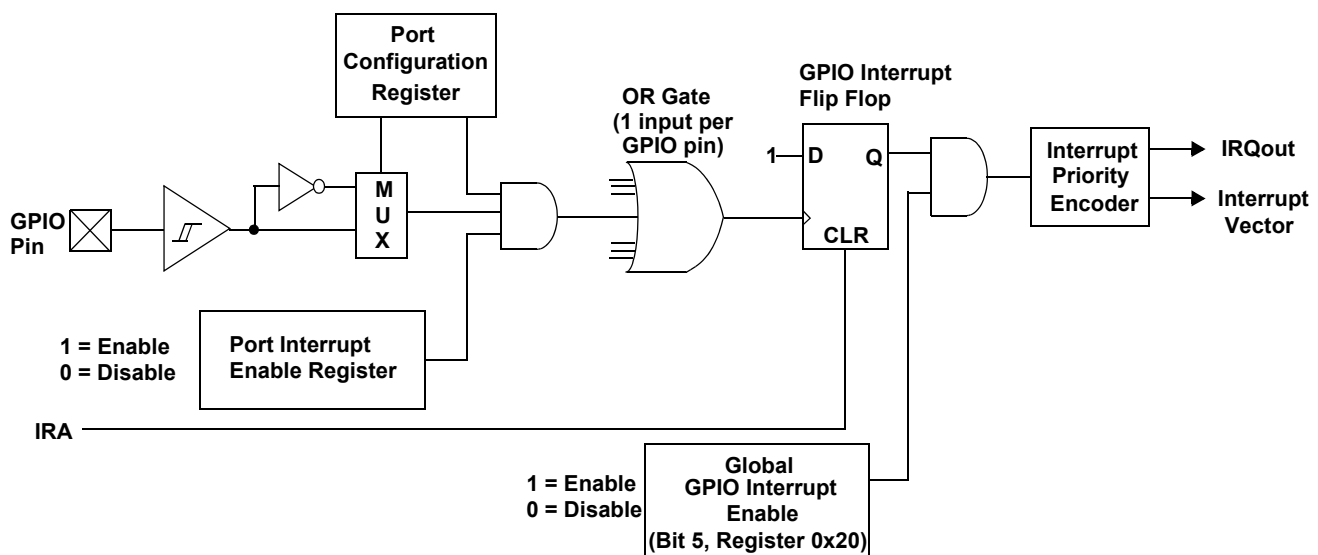 Port
Configuration
Register
GPIO Interrupt
Flip Flop
OR Gate
(1 input per
GPIO pin)
1
D
Q
CLR
M
U
X
GPIO
Pin
Interrupt
Priority
Encoder
IRQout
Interrupt
Vector
1 = Enable
0 = Disable
Port Interrupt
Enable Register
IRA
1 = Enable
0 = Disable
Global
GPIO Interrupt
Enable
(Bit 5, Register 0x20)